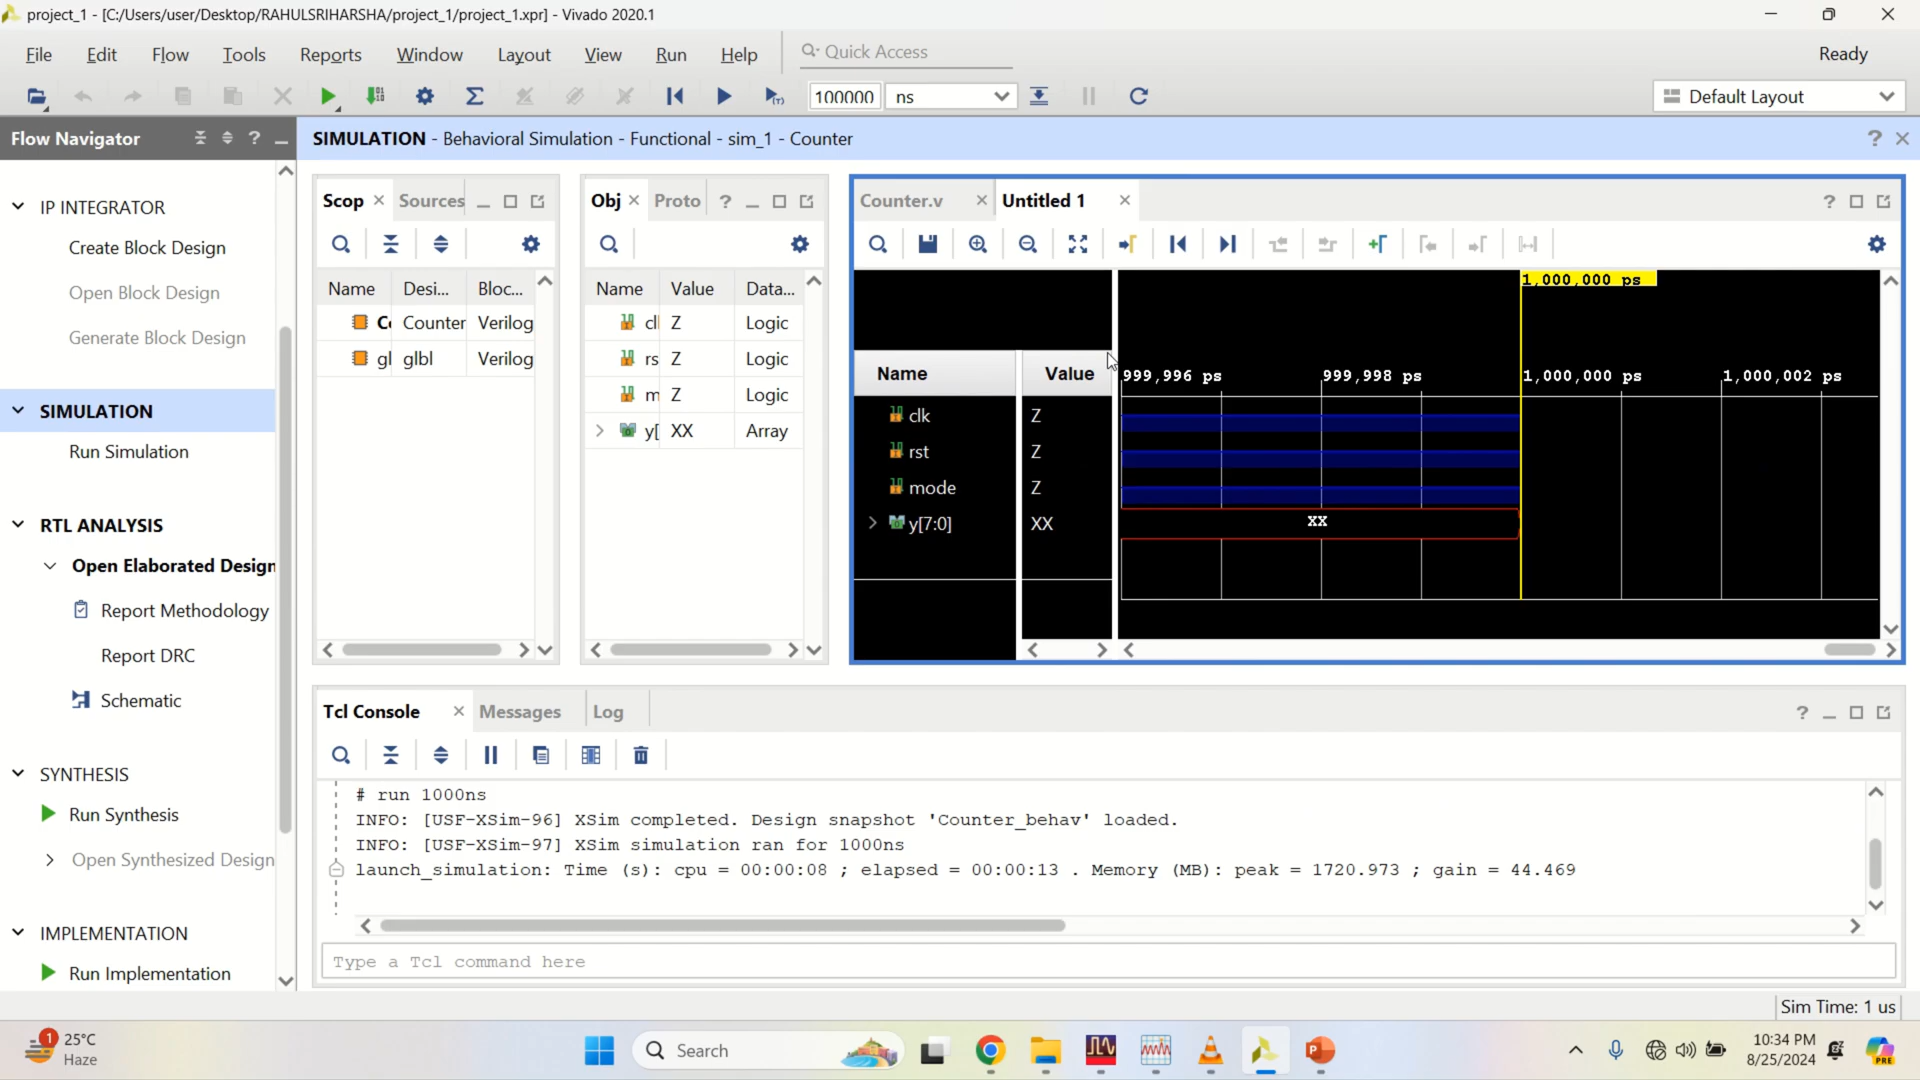 project_1 - [C:/Users/user/Desktop/RAHULSRIHARSHA/project_1/project_1.xpr] - Vivado 2020.1
File Edit Flow Tools Reports Window Layout View Run Help Quick Access Ready
100000 ns Default Layout
Flow Navigator
SIMULATION - Behavioral Simulation - Functional - sim_1 - Counter
IP INTEGRATOR
Create Block Design
Open Block Design
Generate Block Design
SIMULATION
Run Simulation
RTL ANALYSIS
Open Elaborated Design
Report Methodology
Report DRC
Schematic
SYNTHESIS
Run Synthesis
Open Synthesized Design
IMPLEMENTATION
Run Implementation
Scop Sources
Name Desi... Bloc...
Co Counter Verilog
gl glbl Verilog
Obj Proto
Name Value Data...
cl Z Logic
rs Z Logic
m Z Logic
y[ XX Array
Counter.v Untitled 1
1,000,000 ps
Name Value 999,996 ps 999,998 ps 1,000,000 ps 1,000,002 ps
clk Z
rst Z
mode Z
y[7:0] XX XX
Tcl Console Messages Log
# run 1000ns
INFO: [USF-XSim-96] XSim completed. Design snapshot 'Counter_behav' loaded.
INFO: [USF-XSim-97] XSim simulation ran for 1000ns
launch_simulation: Time (s): cpu = 00:00:08 ; elapsed = 00:00:13 . Memory (MB): peak = 1720.973 ; gain = 44.469
Type a Tcl command here
Sim Time: 1 us
1
25°C
Haze
Search
10:34 PM
8/25/2024
PRE